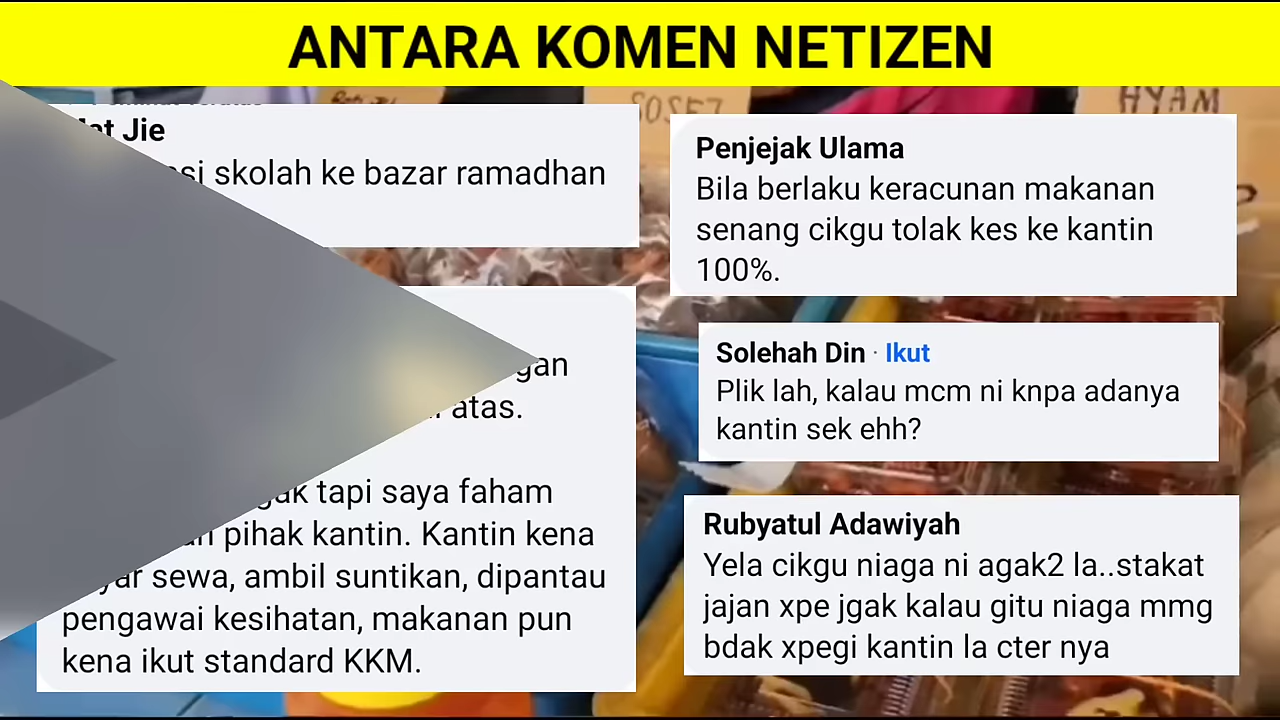 ANTARA KOMEN NETIZEN
SOSEJ
HYAM
Jie
skolah ke bazar ramadhan
atas.
tapi saya faham
pihak kantin. Kantin kena
sewa, ambil suntikan, dipantau
pengawai kesihatan, makanan pun
kena ikut standard KKM.
Penjejak Ulama
Bila berlaku keracunan makanan
senang cikgu tolak kes ke kantin
100%.
Solehah Din · Ikut
Plik lah, kalau mcm ni knpa adanya
kantin sek ehh?
Rubyatul Adawiyah
Yela cikgu niaga ni agak2 la..stakat
jajan xpe jgak kalau gitu niaga mmg
bdak xpegi kantin la cter nya